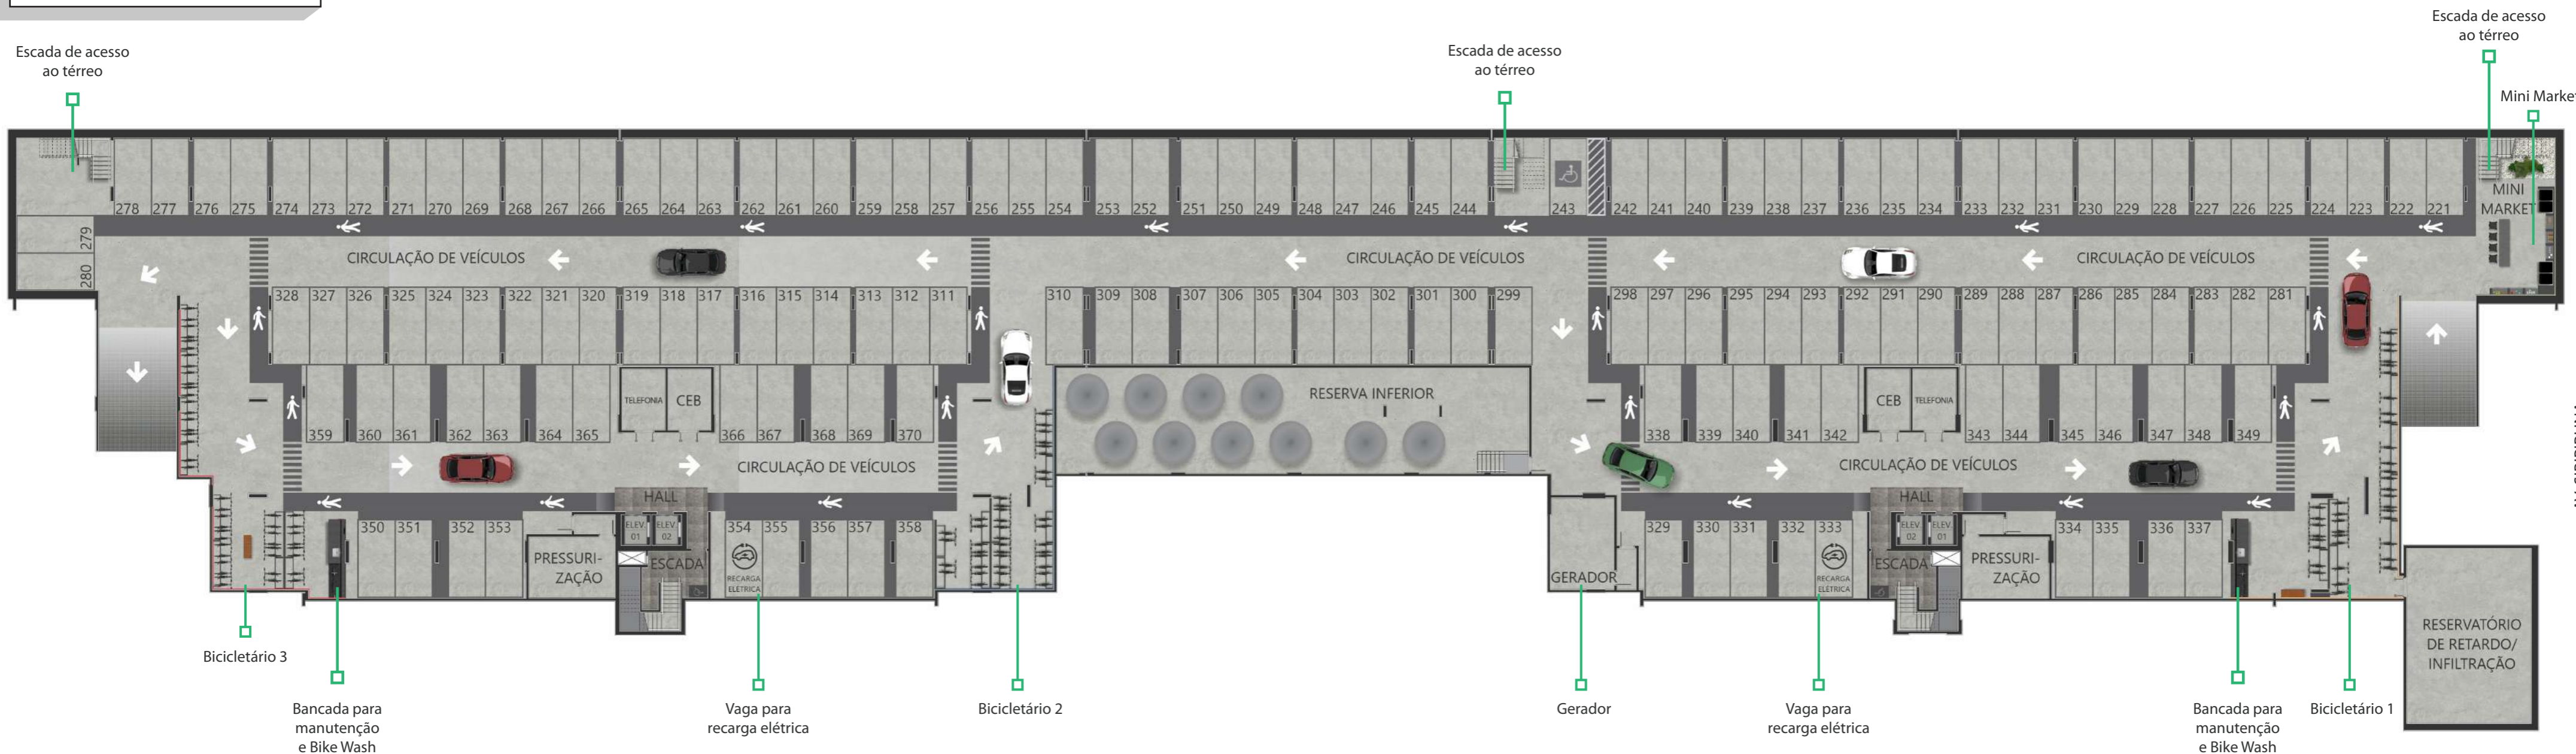 Escada de acesso
ao térreo
Escada de acesso
ao térreo
Escada de acesso
ao térreo
Mini Market
278 277 276 275 274 273 272 271 270 269 268 267 266 265 264 263 262 261 260 259 258 257 256 255 254 253 252 251 250 249 248 247 246 245 244 243 242 241 240 239 238 237 236 235 234 233 232 231 230 229 228 227 226 225 224 223 222 221
MINI
MARKET
279
280
CIRCULAÇÃO DE VEÍCULOS
CIRCULAÇÃO DE VEÍCULOS
CIRCULAÇÃO DE VEÍCULOS
328 327 326 325 324 323 322 321 320 319 318 317 316 315 314 313 312 311 310 309 308 307 306 305 304 303 302 301 300 299 298 297 296 295 294 293 292 291 290 289 288 287 286 285 284 283 282 281
TELEFONIA
CEB
RESERVA INFERIOR
CEB
TELEFONIA
359 360 361 362 363 364 365 366 367 368 369 370 338 339 340 341 342 343 344 345 346 347 348 349
CIRCULAÇÃO DE VEÍCULOS
CIRCULAÇÃO DE VEÍCULOS
HALL
HALL
350 351 352 353 354 355 356 357 358 329 330 331 332 333 334 335 336 337
ELEV.
01
ELEV.
02
ELEV.
02
ELEV.
01
PRESSURI-
ZAÇÃO
ESCADA
RECARGA
ELÉTRICA
GERADOR
RECARGA
ELÉTRICA
ESCADA
PRESSURI-
ZAÇÃO
RESERVATÓRIO
DE RETARDO/
INFILTRAÇÃO
Bicicletário 3
Bancada para
manutenção
e Bike Wash
Vaga para
recarga elétrica
Bicicletário 2
Gerador
Vaga para
recarga elétrica
Bancada para
manutenção
e Bike Wash
Bicicletário 1